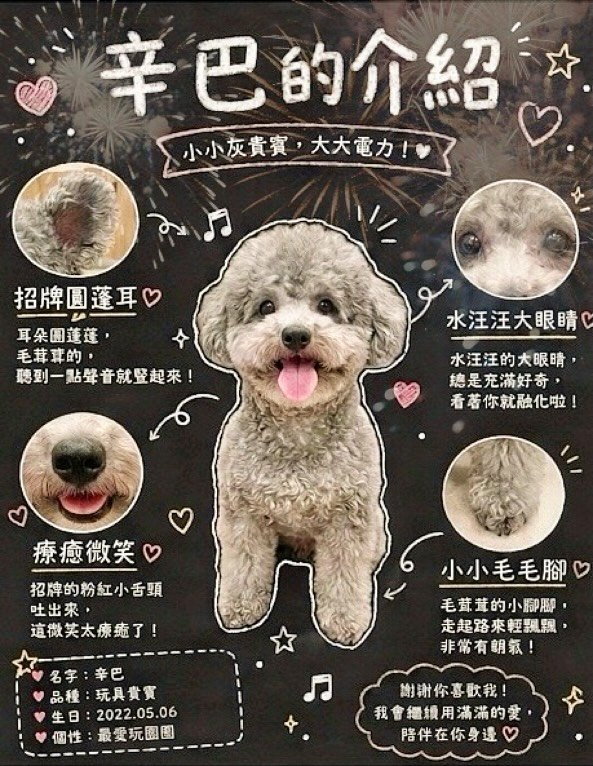 辛巴的介紹
小小灰貴賓，大大電力！
招牌圓蓬耳
耳朵圓蓬蓬，
毛茸茸的，
聽到一點聲音就豎起來！
水汪汪大眼睛
水汪汪的大眼睛，
總是充滿好奇，
看著你就融化啦！
療癒微笑
招牌的粉紅小舌頭
吐出來，
這微笑太療癒了！
小小毛毛腳
毛茸茸的小腳腳，
走起路來輕飄飄，
非常有朝氣！
名字：辛巴
品種：玩具貴賓
生日：2022.05.06
個性：最愛玩
謝謝你喜歡我！
我會繼續用滿滿的愛，
陪伴在你身邊